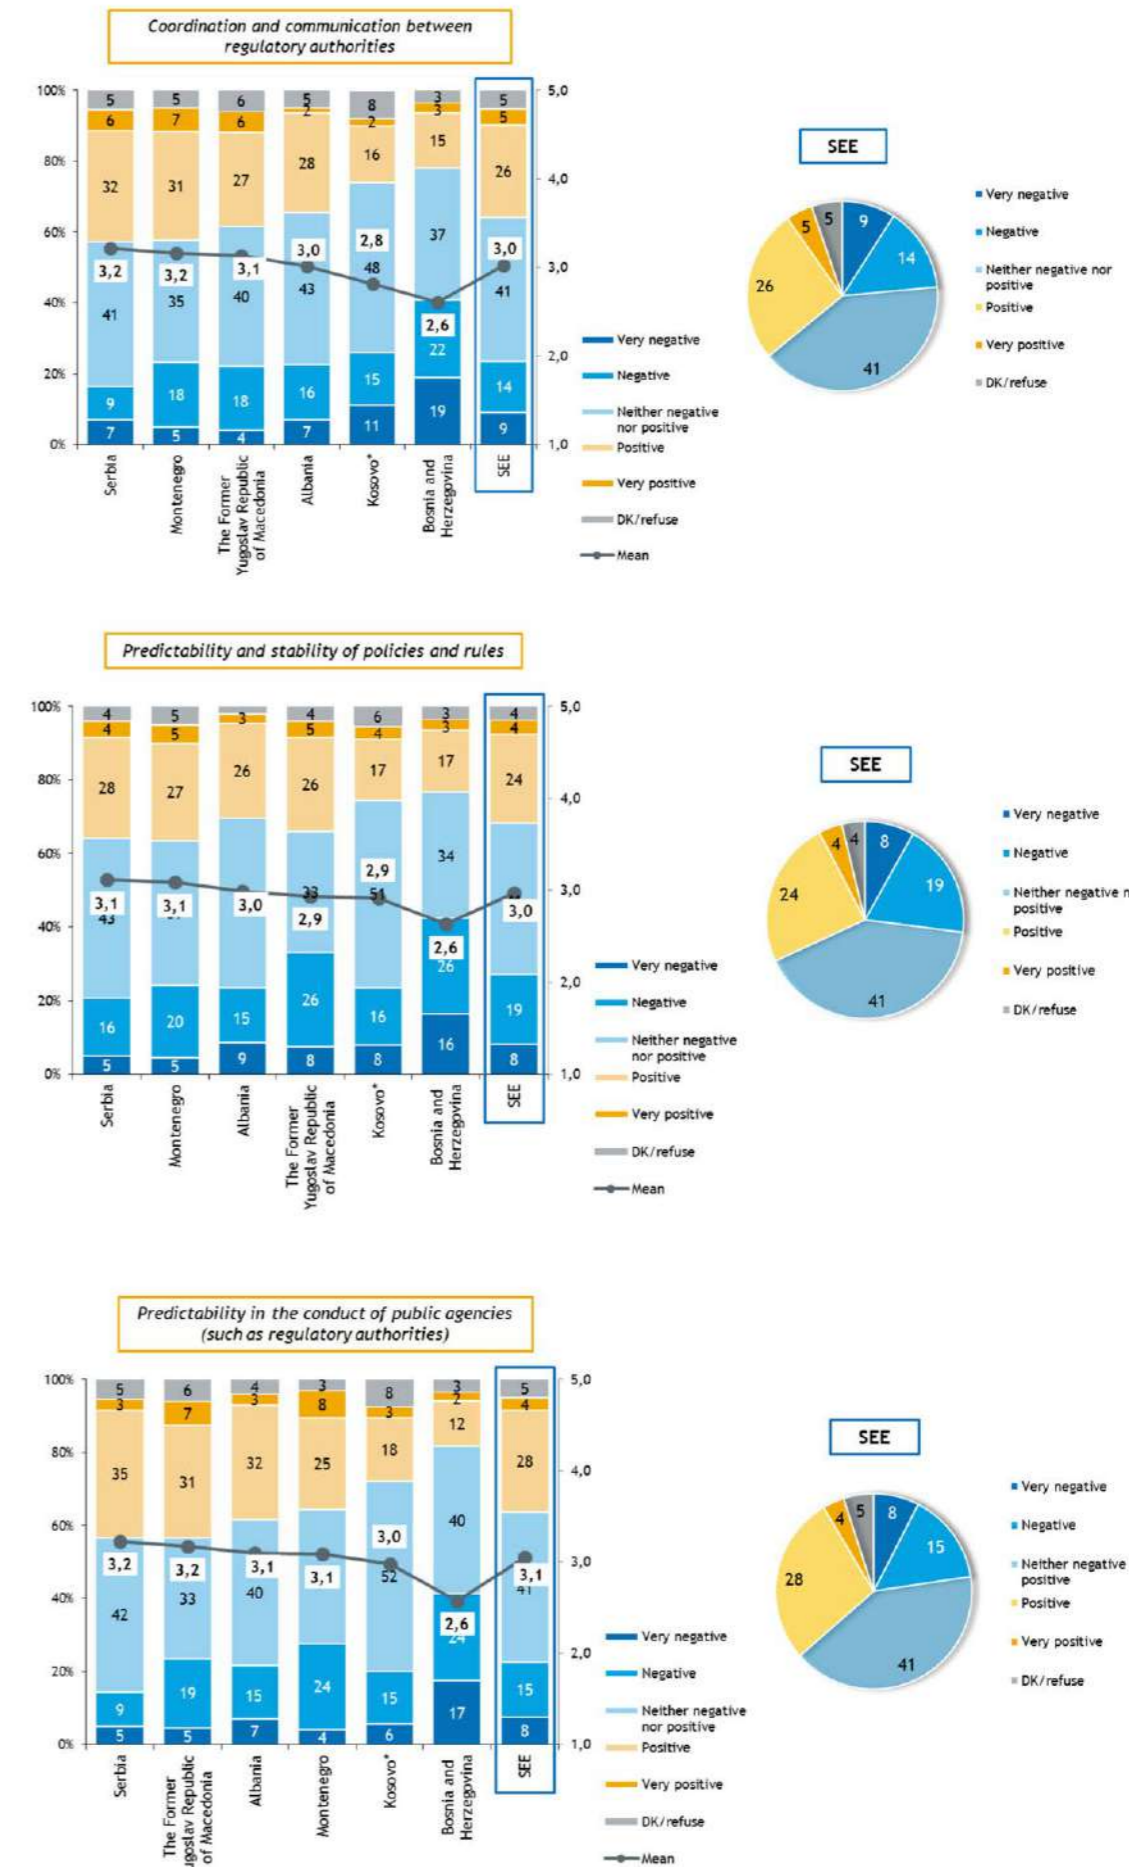 Coordination and communication between
regulatory authorities
100%
80%
60%
40%
20%
0%
5 5 6 5 8 3 5
6 7 6 2 2 3 5
32 31 27 28 16 15 26
41 35 40 43 48 37 41
9 18 18 16 15 22 14
7 5 4 7 11 19 9
3,2 3,2 3,1 3,0 2,8 2,6 3,0
5,0
4,0
3,0
2,0
1,0
Serbia
Montenegro
The Former
Yugoslav Republic
of Macedonia
Albania
Kosovo*
Bosnia and
Herzegovina
SEE
Very negative
Negative
Neither negative
nor positive
Positive
Very positive
DK/refuse
Mean
SEE
9
14
41
26
5
5
Very negative
Negative
Neither negative nor
positive
Positive
Very positive
DK/refuse
Predictability and stability of policies and rules
100%
80%
60%
40%
20%
0%
4 5 4 6 3 4
4 5 3 5 4 3 4
28 27 26 26 17 17 24
43 33 51 34
16 20 15 26 16 26 19
5 5 9 8 8 16 8
3,1 3,1 3,0 2,9 2,9 2,6 3,0
5,0
4,0
3,0
2,0
1,0
Serbia
Montenegro
Albania
The Former
Yugoslav Republic
of Macedonia
Kosovo*
Bosnia and
Herzegovina
SEE
Very negative
Negative
Neither negative
nor positive
Positive
Very positive
DK/refuse
Mean
SEE
8
19
41
24
4
4
Very negative
Negative
Neither negative n
positive
Positive
Very positive
DK/refuse
Predictability in the conduct of public agencies
(such as regulatory authorities)
100%
80%
60%
40%
20%
0%
5 6 4 3 8 3 5
3 7 3 8 3 2 4
35 31 32 25 18 12 28
42 33 40 52 40 41
9 19 15 24 15 24 15
5 5 7 4 6 17 8
3,2 3,2 3,1 3,1 3,0 2,6 3,1
5,0
4,0
3,0
2,0
1,0
Serbia
The Former
ugoslav Republic
of Macedonia
Albania
Montenegro
Kosovo*
Bosnia and
Herzegovina
SEE
Very negative
Negative
Neither negative
nor positive
Positive
Very positive
DK/refuse
Mean
SEE
8
15
41
28
4
5
Very negative
Negative
Neither negative
positive
Positive
Very positive
DK/refuse